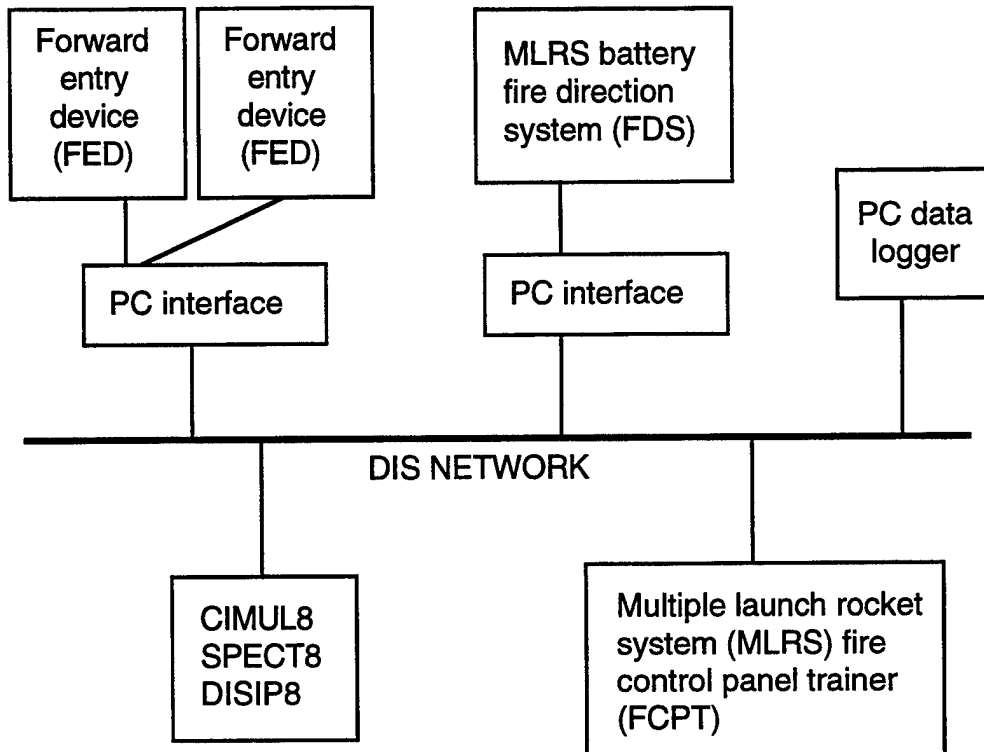 Forward
entry
device
(FED)
Forward
entry
device
(FED)
MLRS battery
fire direction
system (FDS)
PC data
logger
PC interface
PC interface
DIS NETWORK
CIMUL8
SPECT8
DISIP8
Multiple launch rocket
system (MLRS) fire
control panel trainer
(FCPT)